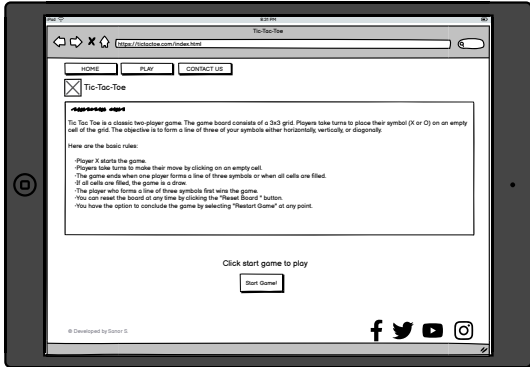 iPad 8:31 PM
Tic-Tac-Toe
https://tictactoe.com/index.html
HOME PLAY CONTACT US
Tic-Tac-Toe
Tic Tac Toe is a classic two-player game. The game board consists of a 3x3 grid. Players take turns to place their symbol (X or O) on an empty
cell of the grid. The objective is to form a line of three of your symbols either horizontally, vertically, or diagonally.
Here are the basic rules:
·Player X starts the game.
·Players take turns to make their move by clicking on an empty cell.
·The game ends when one player forms a line of three symbols or when all cells are filled.
·If all cells are filled, the game is a draw.
·The player who forms a line of three symbols first wins the game.
·You can reset the board at any time by clicking the "Reset Board " button.
·You have the option to conclude the game by selecting "Restart Game" at any point.
Click start game to play
Start Game!
© Developed by Sonar S.